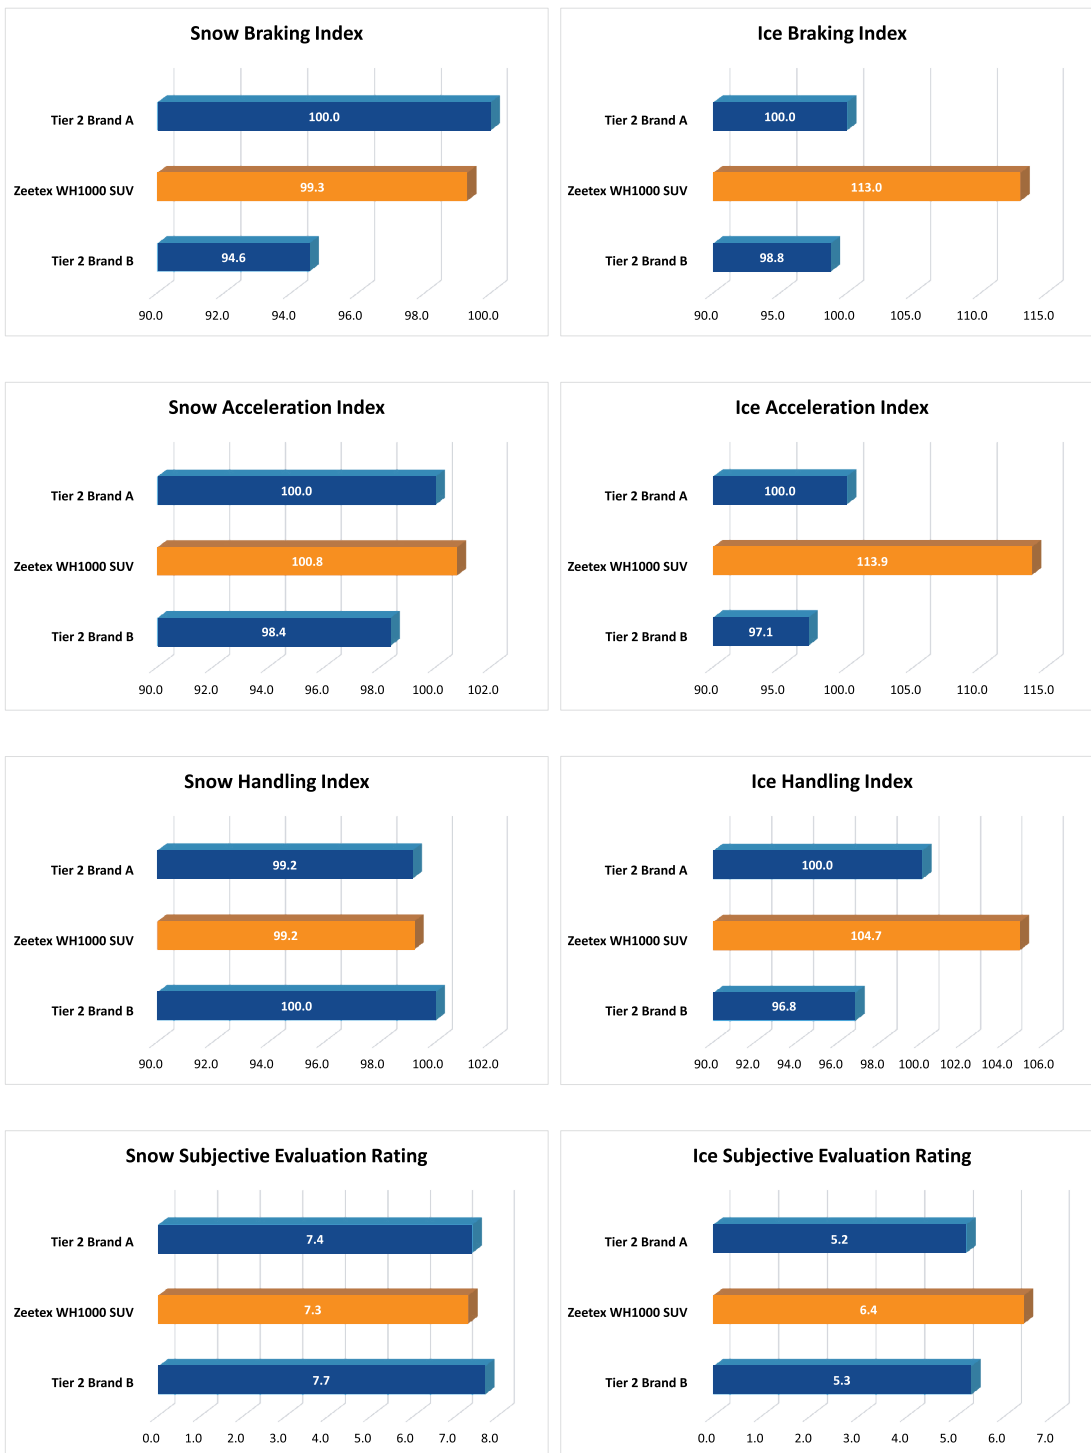 Snow Braking Index
Tier 2 Brand A
100.0
Zeetex WH1000 SUV
99.3
Tier 2 Brand B
94.6
90.0 92.0 94.0 96.0 98.0 100.0
Ice Braking Index
Tier 2 Brand A
100.0
Zeetex WH1000 SUV
113.0
Tier 2 Brand B
98.8
90.0 95.0 100.0 105.0 110.0 115.0
Snow Acceleration Index
Tier 2 Brand A
100.0
Zeetex WH1000 SUV
100.8
Tier 2 Brand B
98.4
90.0 92.0 94.0 96.0 98.0 100.0 102.0
Ice Acceleration Index
Tier 2 Brand A
100.0
Zeetex WH1000 SUV
113.9
Tier 2 Brand B
97.1
90.0 95.0 100.0 105.0 110.0 115.0
Snow Handling Index
Tier 2 Brand A
99.2
Zeetex WH1000 SUV
99.2
Tier 2 Brand B
100.0
90.0 92.0 94.0 96.0 98.0 100.0 102.0
Ice Handling Index
Tier 2 Brand A
100.0
Zeetex WH1000 SUV
104.7
Tier 2 Brand B
96.8
90.0 92.0 94.0 96.0 98.0 100.0 102.0 104.0 106.0
Snow Subjective Evaluation Rating
Tier 2 Brand A
7.4
Zeetex WH1000 SUV
7.3
Tier 2 Brand B
7.7
0.0 1.0 2.0 3.0 4.0 5.0 6.0 7.0 8.0
Ice Subjective Evaluation Rating
Tier 2 Brand A
5.2
Zeetex WH1000 SUV
6.4
Tier 2 Brand B
5.3
0.0 1.0 2.0 3.0 4.0 5.0 6.0 7.0